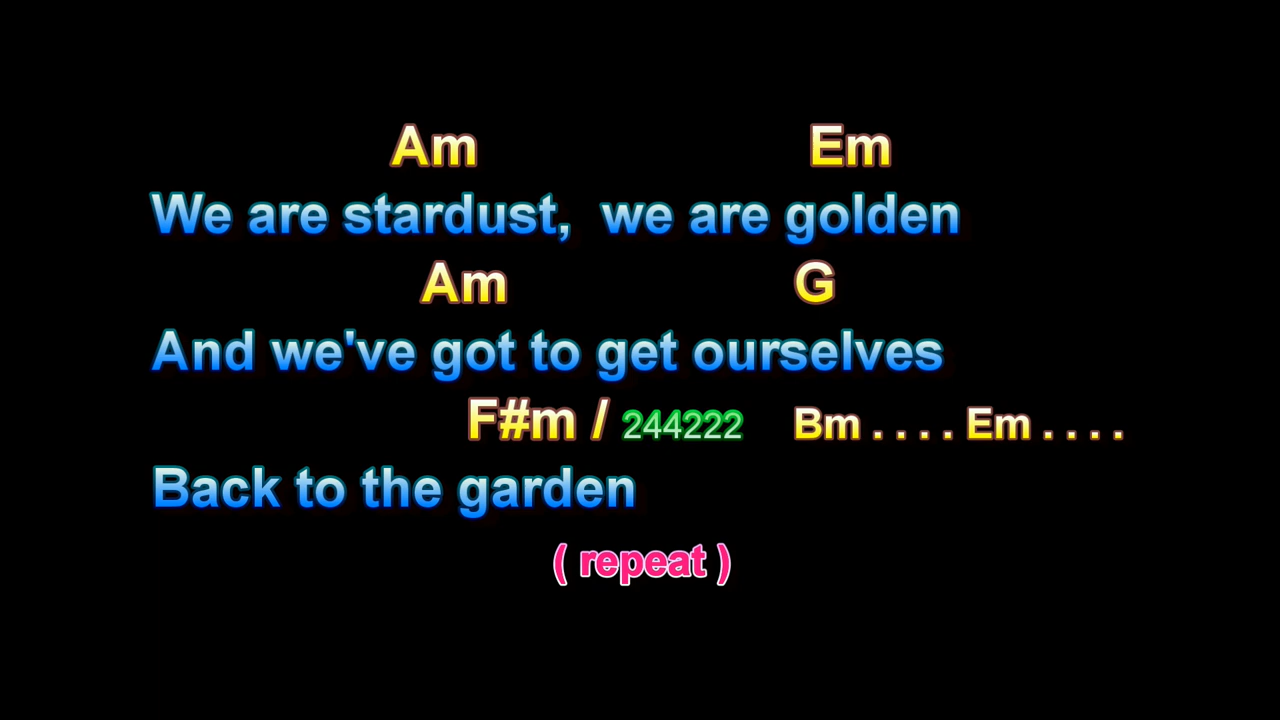 Am Em
We are stardust, we are golden
Am G
And we've got to get ourselves
F#m / 244222 Bm . . . . Em . . . .
Back to the garden
( repeat )